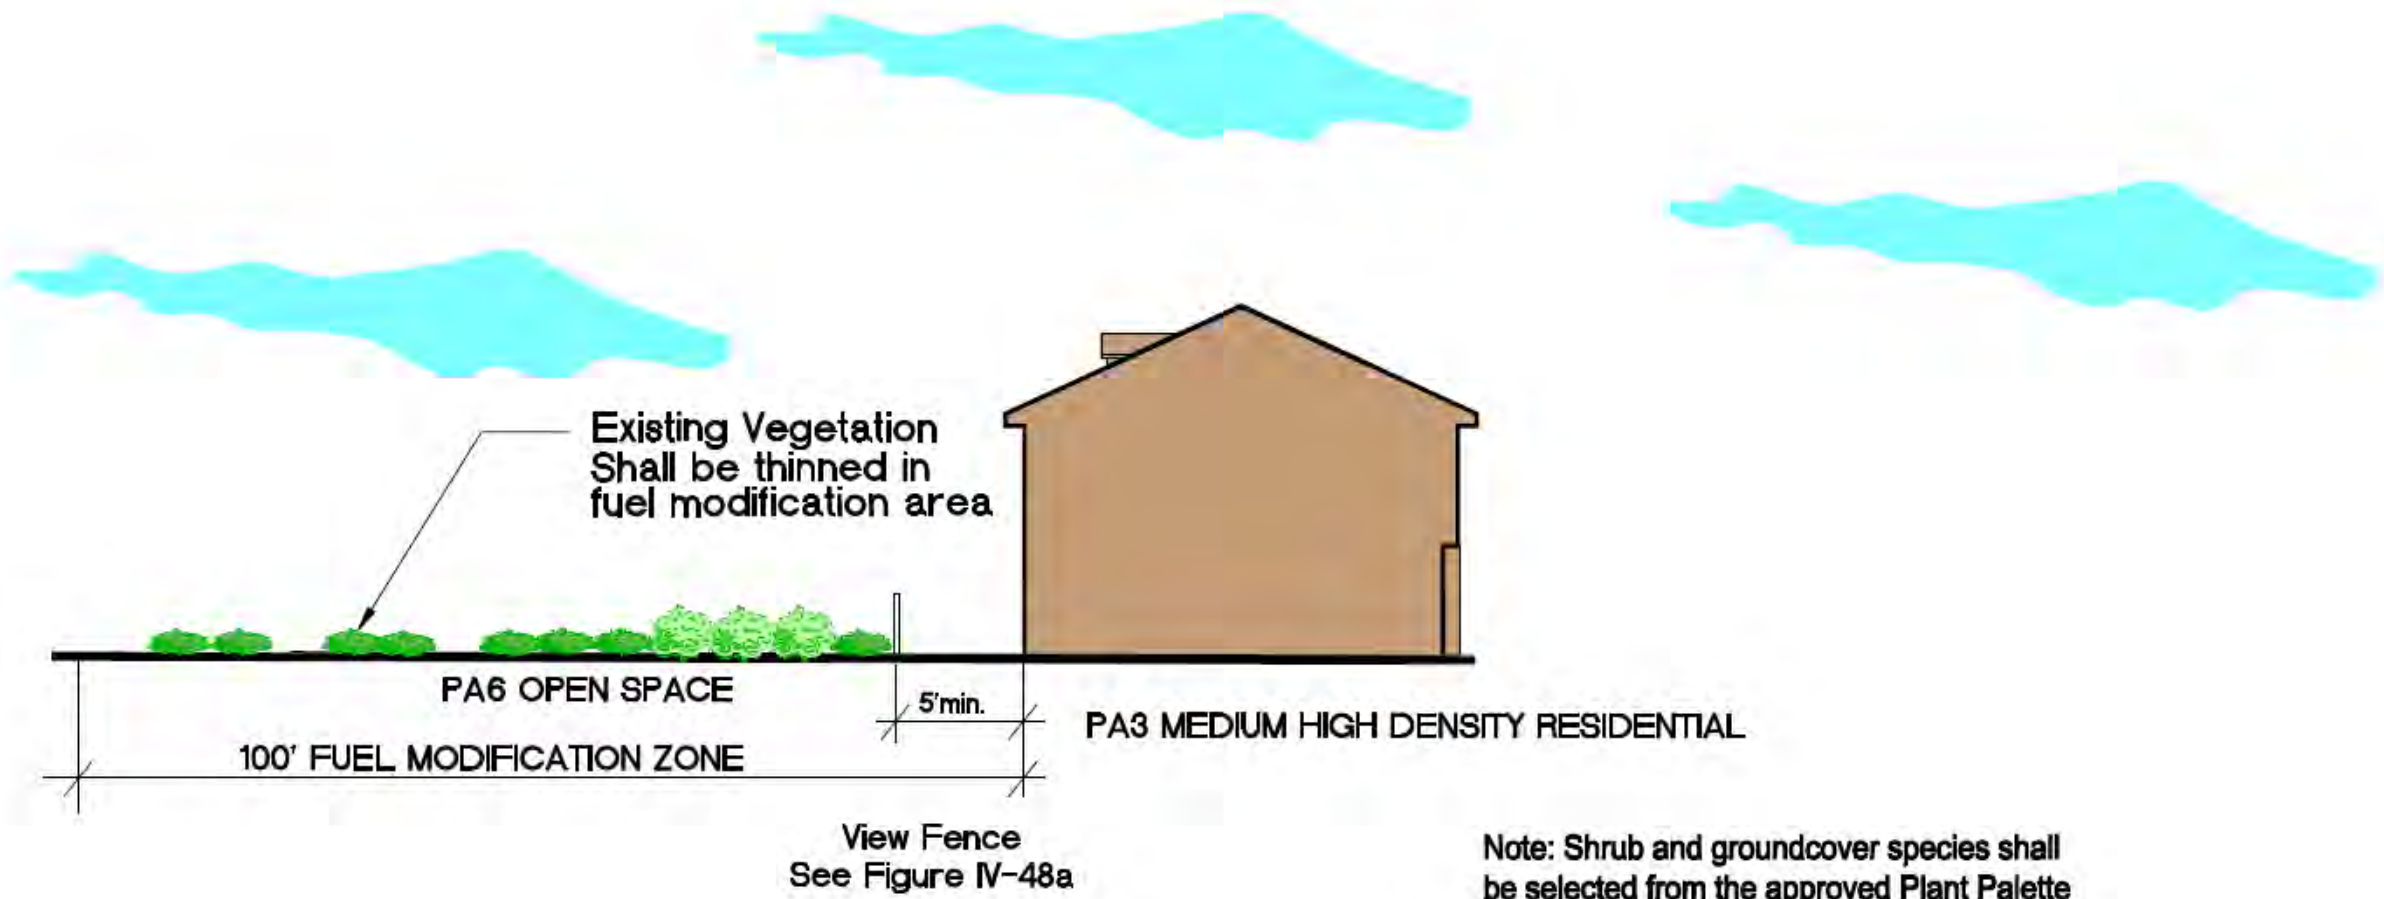 Existing Vegetation
Shall be thinned in
fuel modification area
PA6 OPEN SPACE
5'min.
PA3 MEDIUM HIGH DENSITY RESIDENTIAL
100' FUEL MODIFICATION ZONE
View Fence
See Figure IV-48a
Note: Shrub and groundcover species shall
be selected from the approved Plant Palette